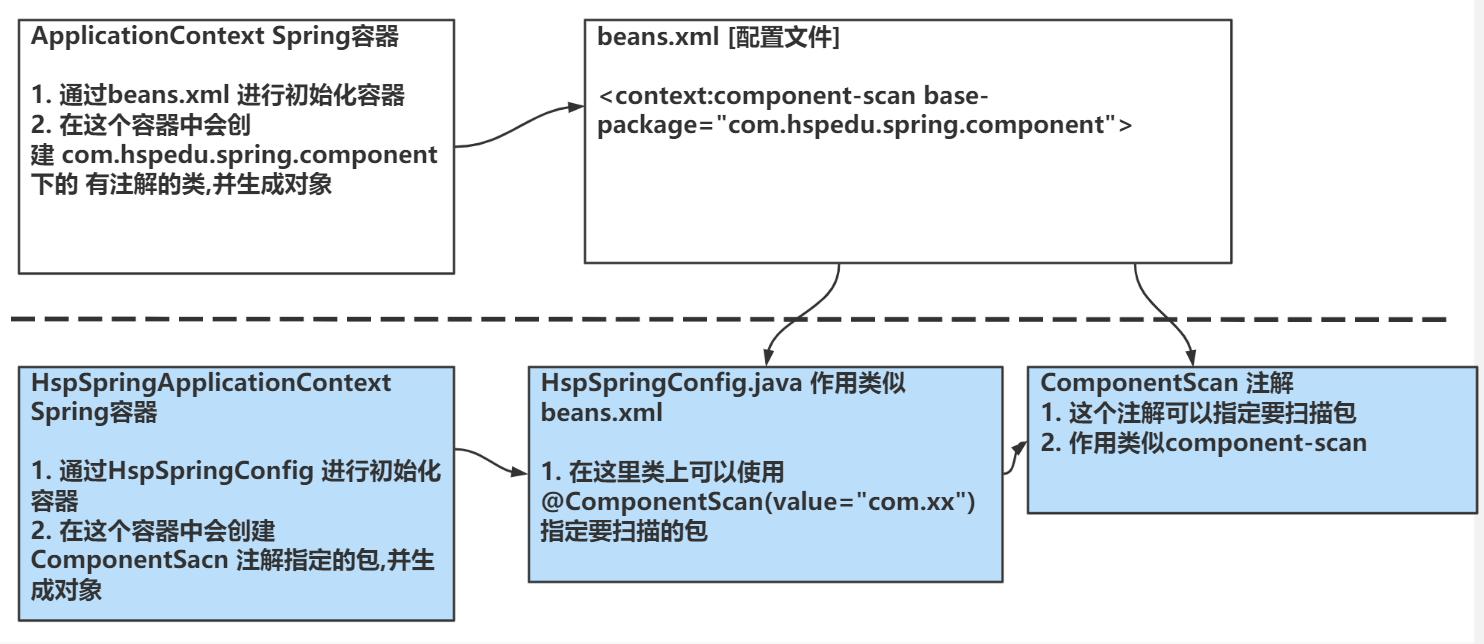 ApplicationContext Spring容器
1. 通过beans.xml 进行初始化容器
2. 在这个容器中会创
建 com.hspedu.spring.component
下的 有注解的类,并生成对象
beans.xml [配置文件]
<context:component-scan base-
package="com.hspedu.spring.component">
HspSpringApplicationContext
Spring容器
1. 通过HspSpringConfig 进行初始化
容器
2. 在这个容器中会创建
ComponentSacn 注解指定的包,并生
成对象
HspSpringConfig.java 作用类似
beans.xml
1. 在这里类上可以使用
@ComponentScan(value="com.xx")
指定要扫描的包
ComponentScan 注解
1. 这个注解可以指定要扫描包
2. 作用类似component-scan